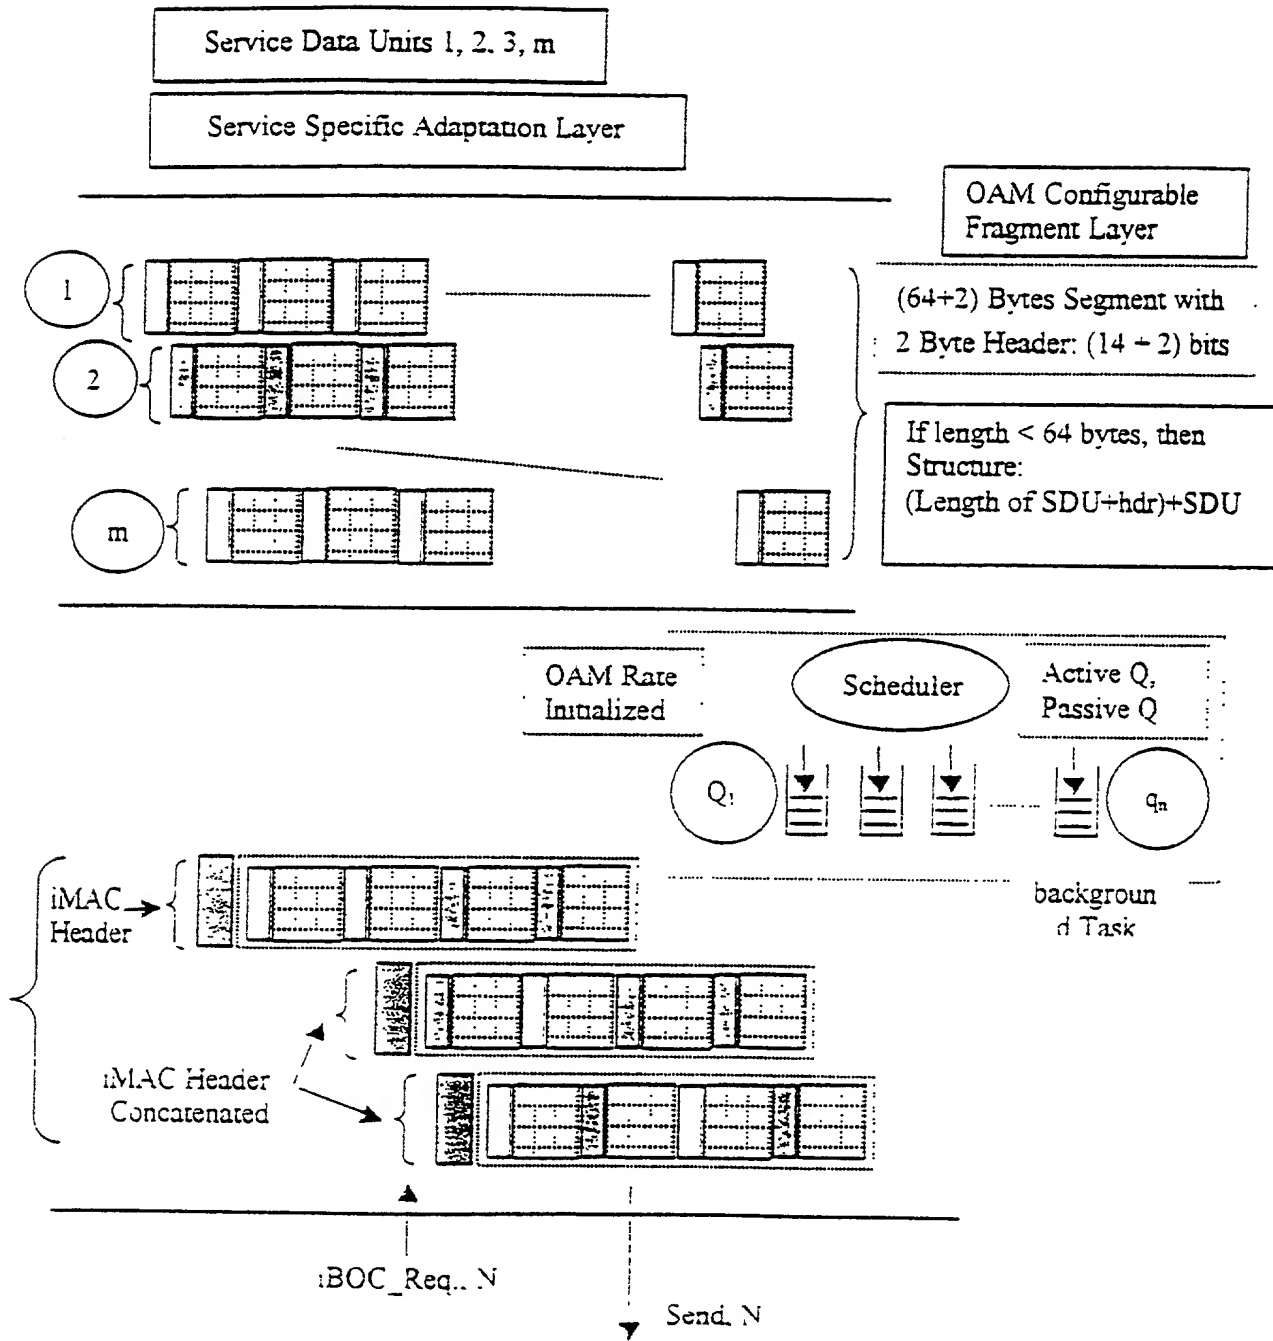 Service Data Units 1, 2. 3, m
Service Specific Adaptation Layer
OAM Configurable
Fragment Layer
1
(64+2) Bytes Segment with
2 Byte Header: (14 + 2) bits
2
If length < 64 bytes, then
Structure:
(Length of SDU+hdr)+SDU
m
OAM Rate
Initialized
Scheduler
Active Q,
Passive Q
Q1
qn
iMAC
Header
backgroun
d Task
iMAC Header
Concatenated
iBOC_Req.. N
Send. N